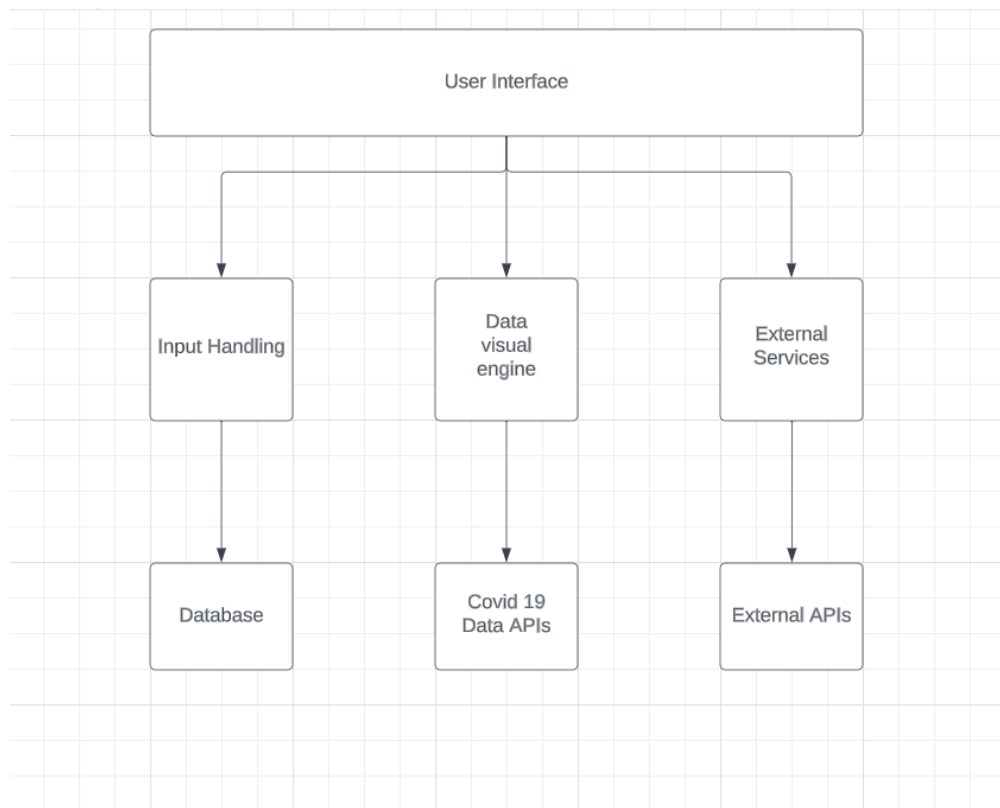 User Interface
Input Handling
Data
visual
engine
External
Services
Database
Covid 19
Data APIs
External APIs